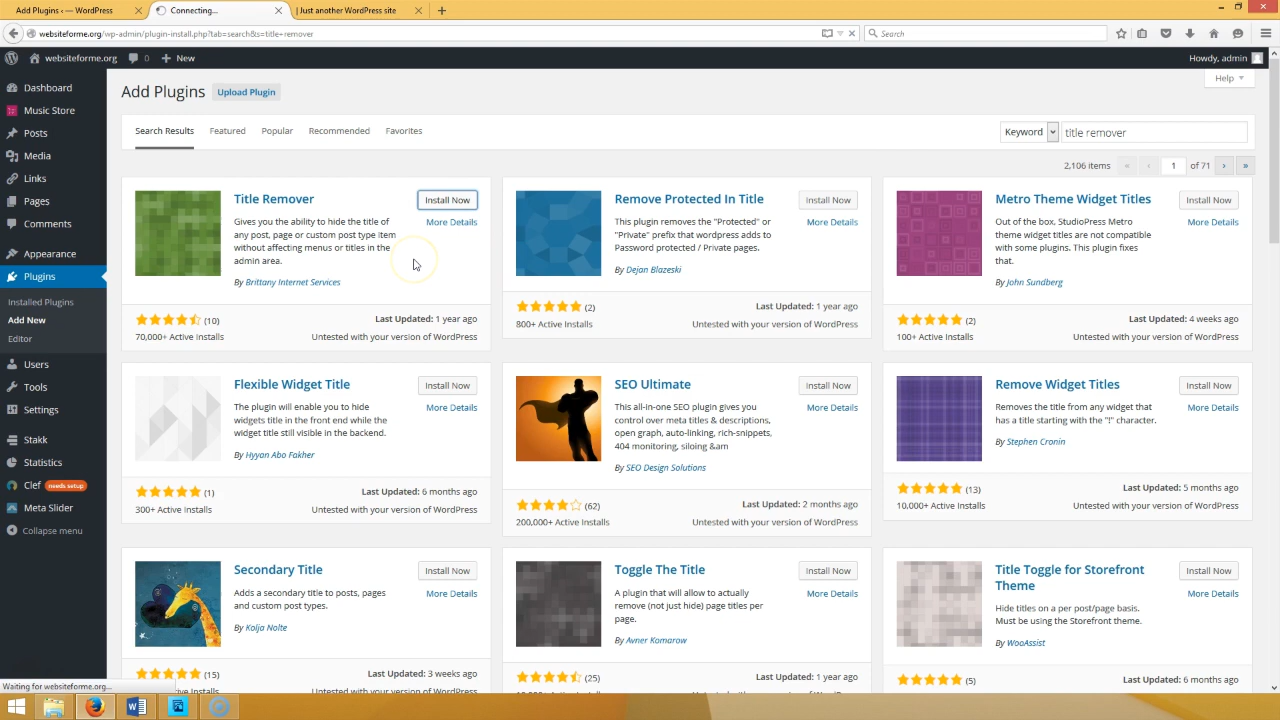 Add Plugins ‹ — WordPress
Connecting...
| Just another WordPress site
websiteforme.org/wp-admin/plugin-install.php?tab=search&s=title+remover
Search
websiteforme.org
0
New
Howdy, admin
Dashboard
Music Store
Posts
Media
Links
Pages
Comments
Appearance
Plugins
Installed Plugins
Add New
Editor
Users
Tools
Settings
Stakk
Statistics
Clef needs setup
Meta Slider
Collapse menu
Help
Add Plugins
Upload Plugin
Search Results
Featured
Popular
Recommended
Favorites
Keyword
title remover
2,106 items
« ‹ 1 of 71 › »
Title Remover
Install Now
More Details
Gives you the ability to hide the title of
any post, page or custom post type item
without affecting menus or titles in the
admin area.
By Brittany Internet Services
(10)
Last Updated: 1 year ago
70,000+ Active Installs
Untested with your version of WordPress
Remove Protected In Title
Install Now
More Details
This plugin removes the "Protected" or
"Private" prefix that wordpress adds to
Password protected / Private pages.
By Dejan Blazeski
(2)
Last Updated: 1 year ago
800+ Active Installs
Untested with your version of WordPress
Metro Theme Widget Titles
Install Now
More Details
Out of the box, StudioPress Metro
theme widget titles are not compatible
with some plugins. This plugin fixes
that.
By John Sundberg
(2)
Last Updated: 4 weeks ago
100+ Active Installs
Untested with your version of WordPress
Flexible Widget Title
Install Now
More Details
The plugin will enable you to hide
widgets title in the front end while the
widget title still visible in the backend.
By Hyyan Abo Fakher
(1)
Last Updated: 6 months ago
300+ Active Installs
Untested with your version of WordPress
SEO Ultimate
Install Now
More Details
This all-in-one SEO plugin gives you
control over meta titles & descriptions,
open graph, auto-linking, rich-snippets,
404 monitoring, siloing &am
By SEO Design Solutions
(62)
Last Updated: 2 months ago
200,000+ Active Installs
Untested with your version of WordPress
Remove Widget Titles
Install Now
More Details
Removes the title from any widget that
has a title starting with the "!" character.
By Stephen Cronin
(13)
Last Updated: 5 months ago
10,000+ Active Installs
Untested with your version of WordPress
Secondary Title
Install Now
More Details
Adds a secondary title to posts, pages
and custom post types.
By Kolja Nolte
(15)
Last Updated: 3 weeks ago
Toggle The Title
Install Now
More Details
A plugin that will allow to actually
remove (not just hide) page titles per
page.
By Avner Komarow
(25)
Last Updated: 1 year ago
Title Toggle for Storefront
Theme
Install Now
More Details
Hide titles on a per post/page basis.
Must be using the Storefront theme.
By WooAssist
(5)
Last Updated: 6 months ago
Waiting for websiteforme.org...